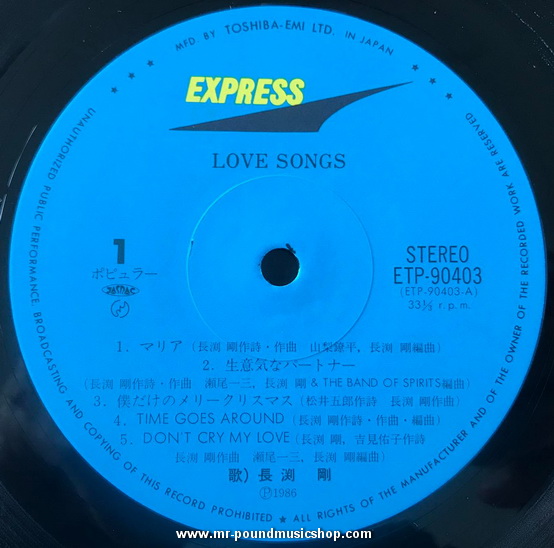 ★ ★ ★ MFD. BY TOSHIBA-EMI LTD. IN JAPAN ★ ★ ★
EXPRESS
LOVE SONGS
1
ポピュラー
STEREO
ETP-90403
(ETP-90403-A)
33⅓ r.p.m.
1. マリア (長渕 剛作詩・作曲 山梨鐐平, 長渕 剛編曲)
2. 生意気なパートナー
(長渕 剛作詩・作曲 瀬尾一三, 長渕 剛 & THE BAND OF SPIRITS編曲)
3. 僕だけのメリークリスマス (松井五郎作詩 長渕 剛作曲)
4. TIME GOES AROUND (長渕 剛作詩・作曲・編曲)
5. DON'T CRY MY LOVE (長渕 剛, 吉見佑子作詩
長渕 剛作曲 瀬尾一三, 長渕 剛編曲)
歌) 長渕 剛
Ⓟ1986
UNAUTHORIZED PUBLIC PERFORMANCE, BROADCASTING AND COPYING OF THIS RECORD PROHIBITED ★ ALL RIGHTS OF THE MANUFACTURER AND OF THE OWNER OF THE RECORDED WORK ARE RESERVED
www.mr-poundmusicshop.com